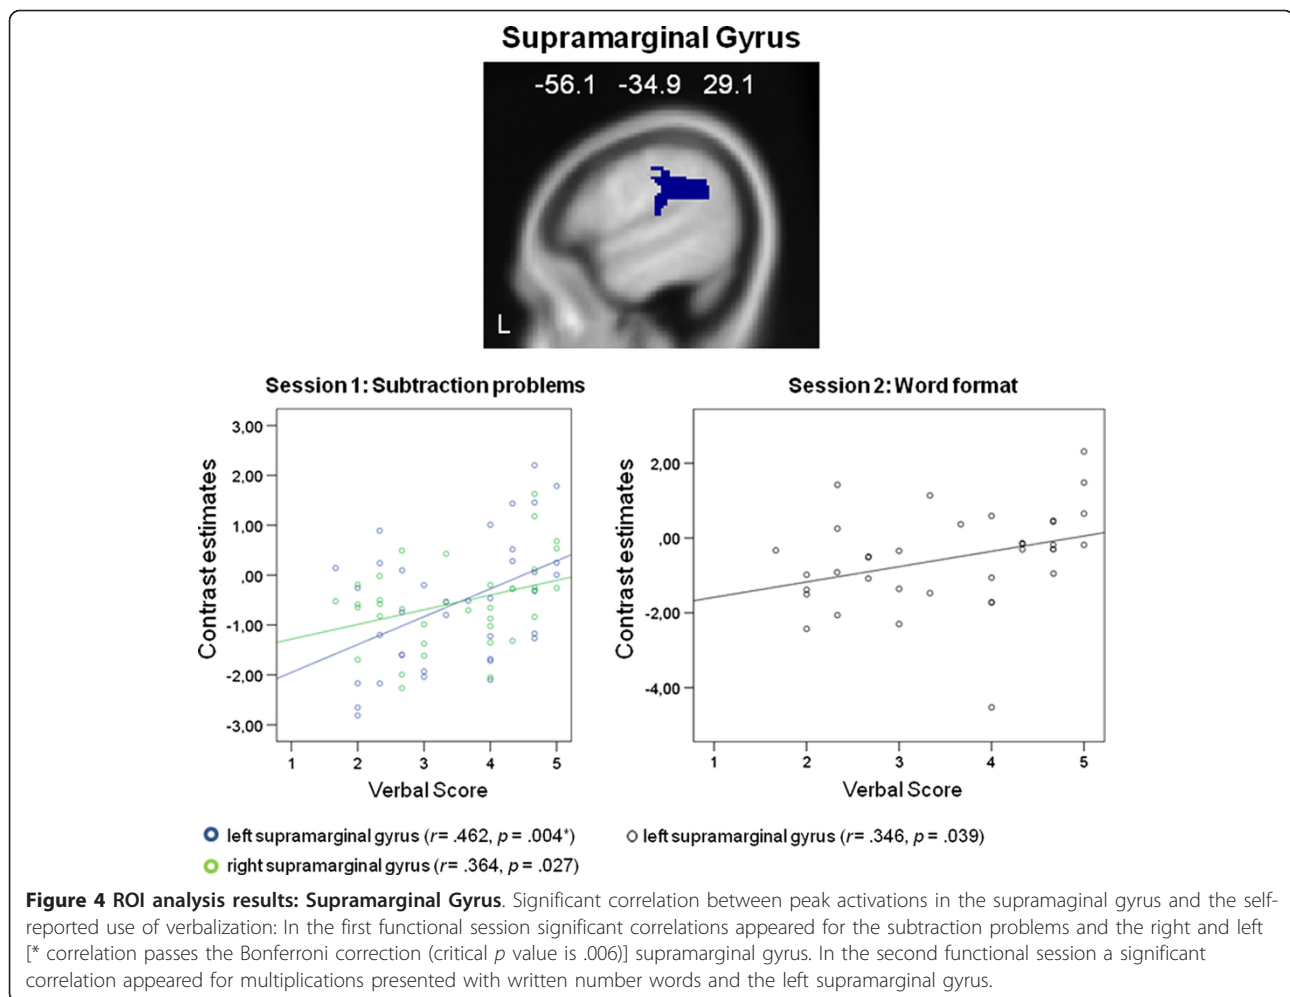 Supramarginal Gyrus
-56.1 -34.9 29.1
L
Session 1: Subtraction problems
Contrast estimates
3,00
2,00
1,00
,00
-1,00
-2,00
-3,00
1 2 3 4 5
Verbal Score
Session 2: Word format
Contrast estimates
2,00
,00
-2,00
-4,00
1 2 3 4 5
Verbal Score
left supramarginal gyrus (r= .462, p = .004*)
right supramarginal gyrus (r= .364, p = .027)
left supramarginal gyrus (r= .346, p = .039)
Figure 4 ROI analysis results: Supramarginal Gyrus. Significant correlation between peak activations in the supramaginal gyrus and the self-
reported use of verbalization: In the first functional session significant correlations appeared for the subtraction problems and the right and left
[* correlation passes the Bonferroni correction (critical p value is .006)] supramarginal gyrus. In the second functional session a significant
correlation appeared for multiplications presented with written number words and the left supramarginal gyrus.